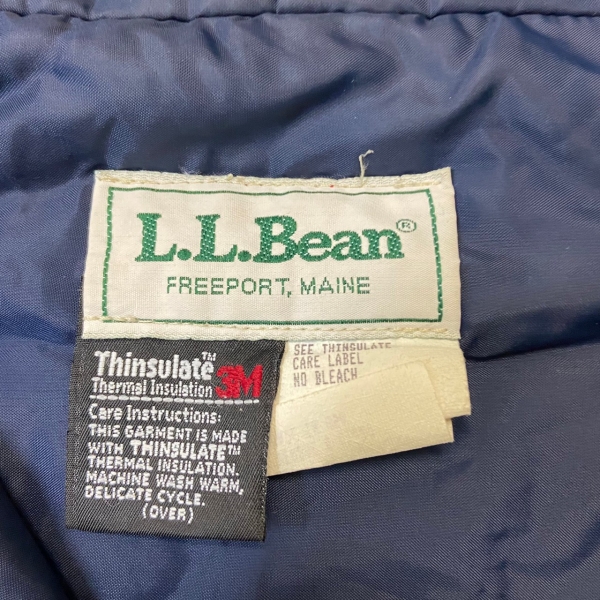 L.L.Bean®
FREEPORT, MAINE
Thinsulate™
Thermal Insulation 3M
Care Instructions:
THIS GARMENT IS MADE
WITH THINSULATE™
THERMAL INSULATION.
MACHINE WASH WARM,
DELICATE CYCLE.
(OVER)
SEE THINSULATE
CARE LABEL
NO BLEACH